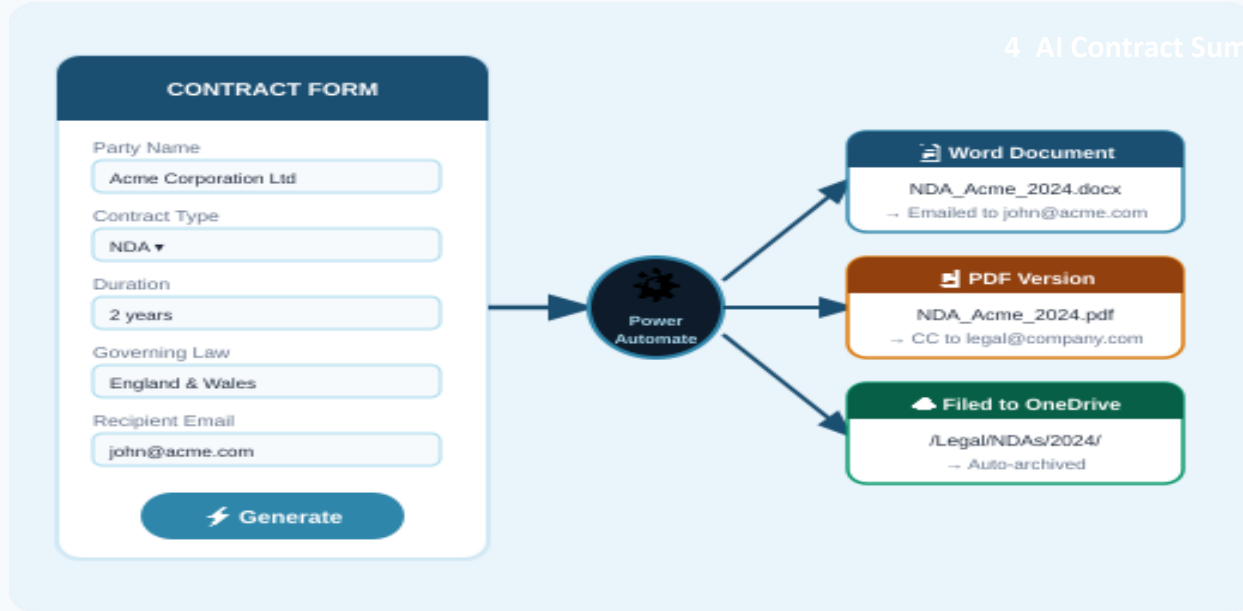 4 AI Contract Sum
CONTRACT FORM
Party Name
Acme Corporation Ltd
Contract Type
NDA ▾
Duration
2 years
Governing Law
England & Wales
Recipient Email
john@acme.com
Generate
Power
Automate
Word Document
NDA_Acme_2024.docx
→ Emailed to john@acme.com
PDF Version
NDA_Acme_2024.pdf
→ CC to legal@company.com
Filed to OneDrive
/Legal/NDAs/2024/
→ Auto-archived